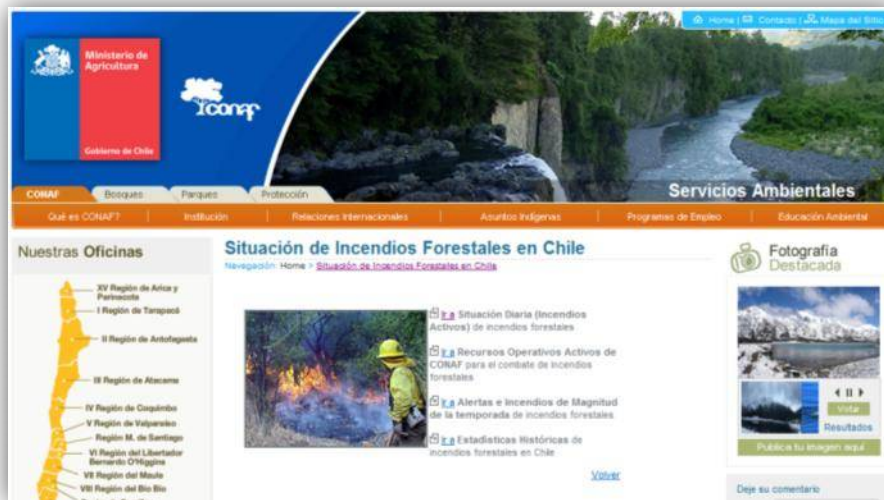 Home | Contacto | Mapa del Sitio
Ministerio de
Agricultura
Gobierno de Chile
conaf
Servicios Ambientales
CONAF
Bosques
Parques
Protección
Qué es CONAF?
Institución
Relaciones Internacionales
Asuntos Indígenas
Programas de Empleo
Educación Ambiental
Nuestras Oficinas
XV Región de Arica y
Parinacota
I Región de Tarapacá
II Región de Antofagasta
III Región de Atacama
IV Región de Coquimbo
V Región de Valparaíso
Región M. de Santiago
VI Región del Libertador
Bernardo O'Higgins
VII Región del Maule
VIII Región del Bío Bío
Situación de Incendios Forestales en Chile
Navegación: Home > Situación de Incendios Forestales en Chile
Ir a Situación Diaria (Incendios
Activos) de incendios forestales
Ir a Recursos Operativos Activos de
CONAF para el combate de incendios
forestales
Ir a Alertas e Incendios de Magnitud
de la temporada de incendios forestales
Ir a Estadísticas Históricas de
incendios forestales en Chile
Volver
Fotografía
Destacada
Vota
Resultados
Publica tu imagen aquí
Deje su comentario